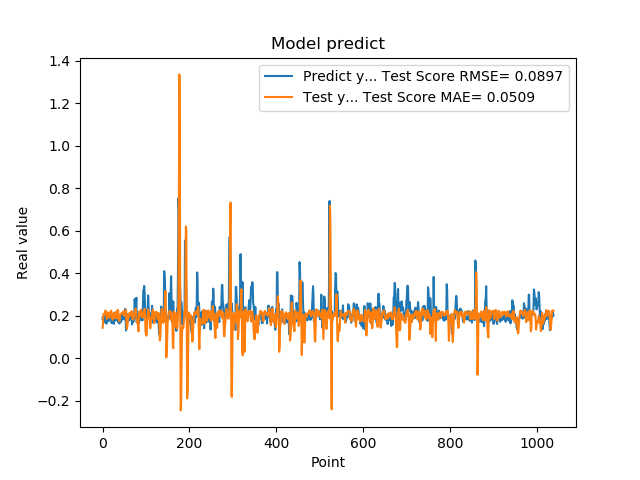 Model predict
Predict y... Test Score RMSE= 0.0897
Test y... Test Score MAE= 0.0509
Real value
1.4
1.2
1.0
0.8
0.6
0.4
0.2
0.0
−0.2
0 200 400 600 800 1000
Point